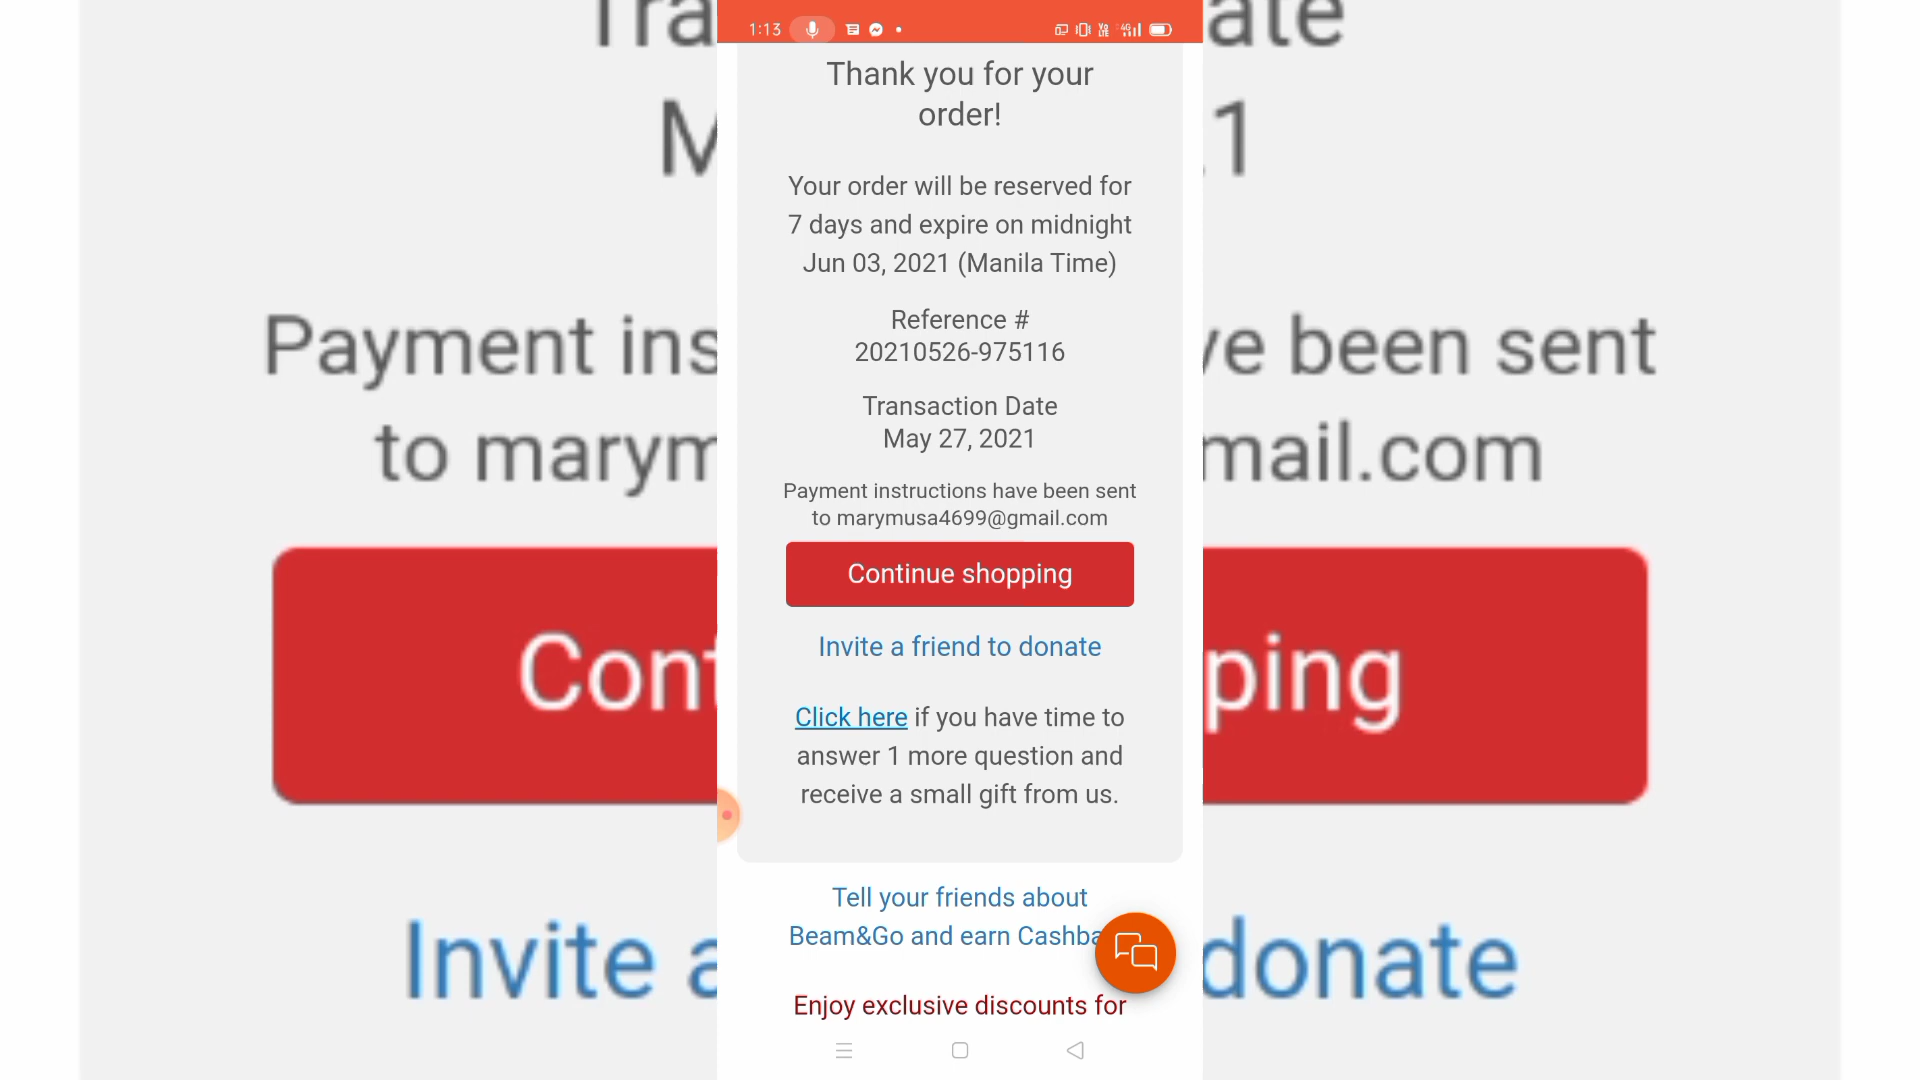 1:13
Thank you for your
order!
Your order will be reserved for
7 days and expire on midnight
Jun 03, 2021 (Manila Time)
Reference #
20210526-975116
Transaction Date
May 27, 2021
Payment instructions have been sent
to marymusa4699@gmail.com
Continue shopping
Invite a friend to donate
Click here if you have time to
answer 1 more question and
receive a small gift from us.
Tell your friends about
Beam&Go and earn Cashba
Enjoy exclusive discounts for